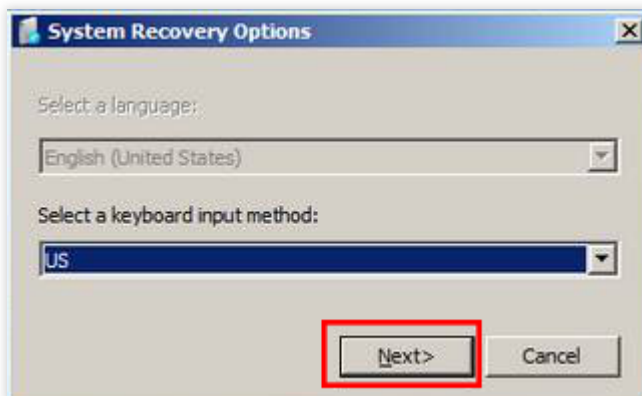 System Recovery Options
Select a language:
English (United States)
Select a keyboard input method:
US
Next>
Cancel